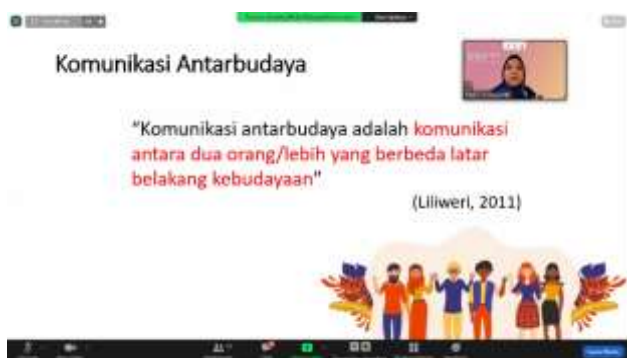 Komunikasi Antarbudaya
“Komunikasi antarbudaya adalah komunikasi
antara dua orang/lebih yang berbeda latar
belakang kebudayaan"
(Liliweri, 2011)